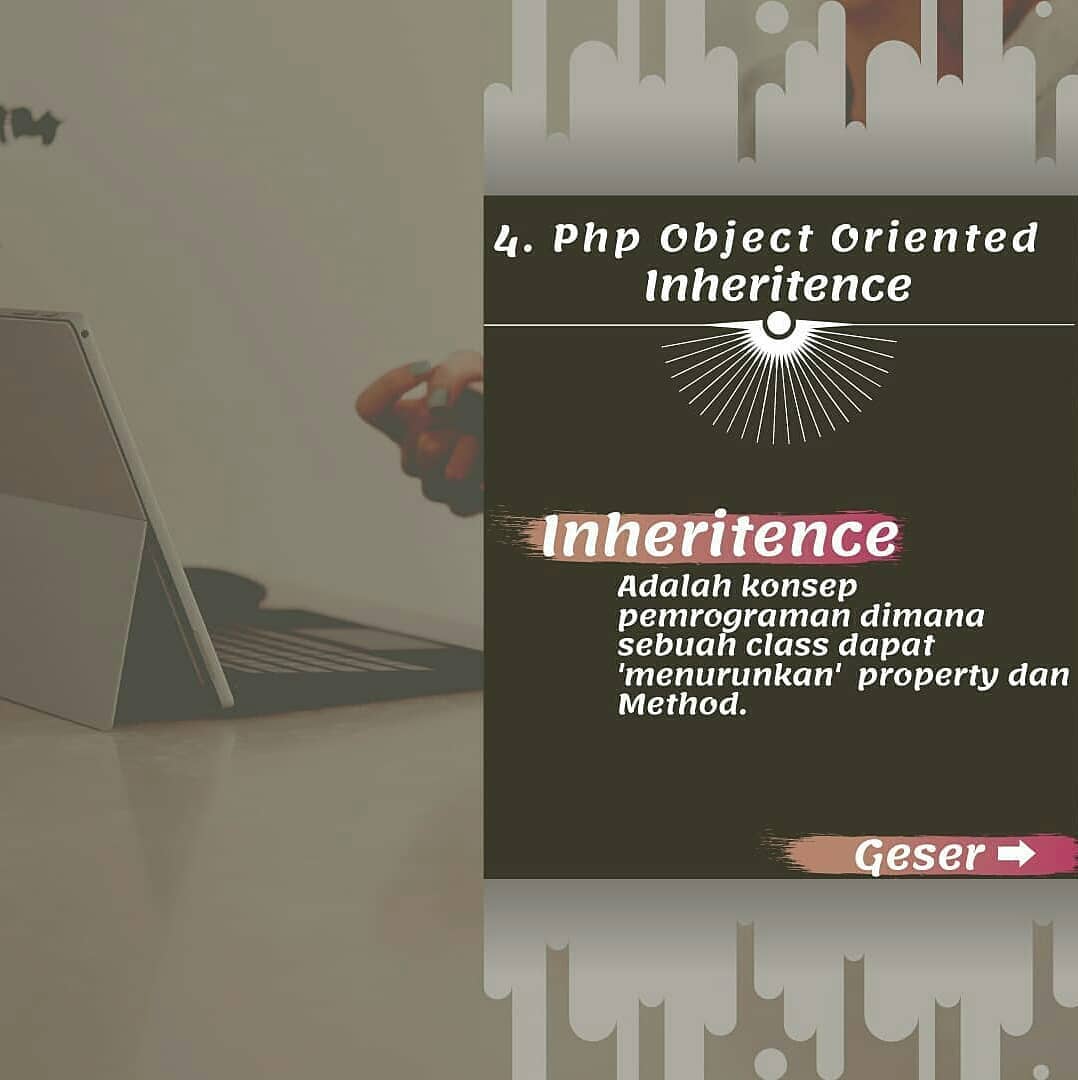 4. Php Object Oriented
Inheritence
Inheritence
Adalah konsep
pemrograman dimana
sebuah class dapat
'menurunkan' property dan
Method.
Geser